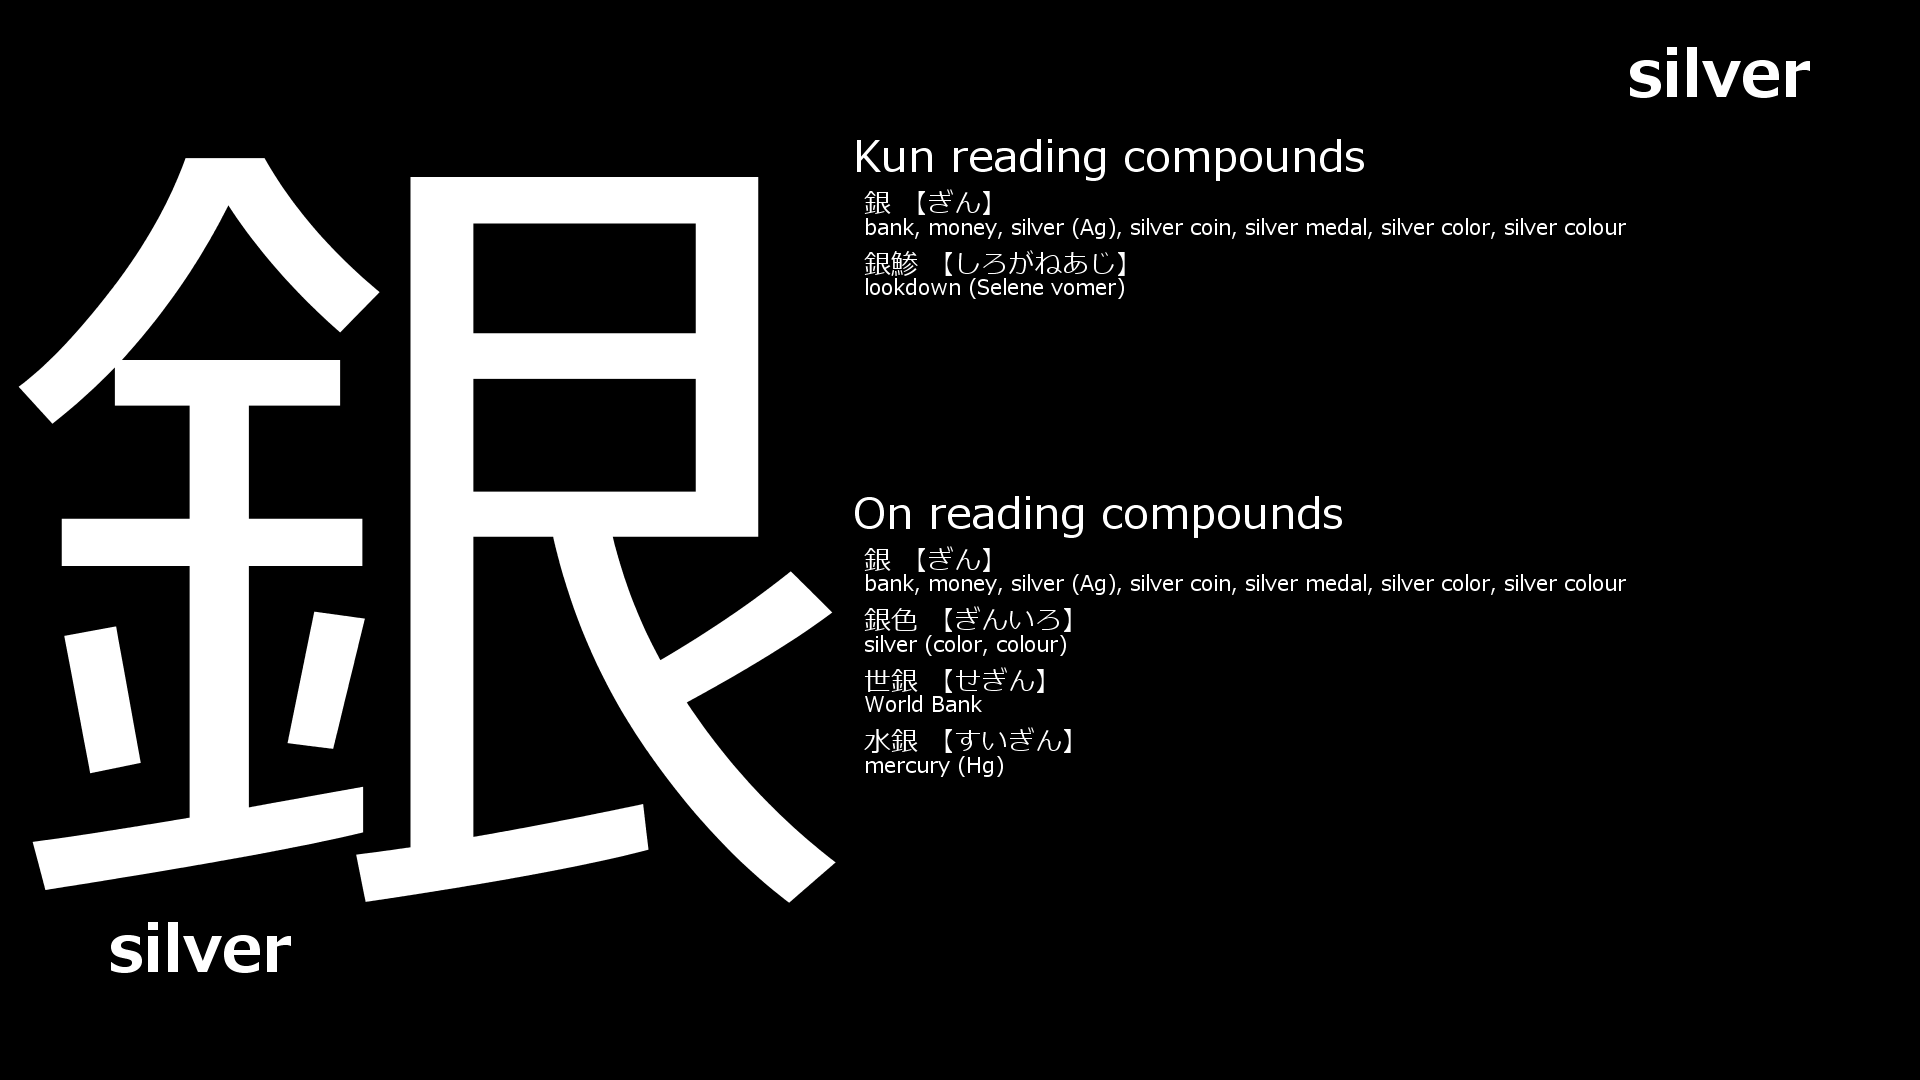 silver
銀
Kun reading compounds
銀 【ぎん】
bank, money, silver (Ag), silver coin, silver medal, silver color, silver colour
銀鯵 【しろがねあじ】
lookdown (Selene vomer)
On reading compounds
銀 【ぎん】
bank, money, silver (Ag), silver coin, silver medal, silver color, silver colour
銀色 【ぎんいろ】
silver (color, colour)
世銀 【せぎん】
World Bank
水銀 【すいぎん】
mercury (Hg)
silver